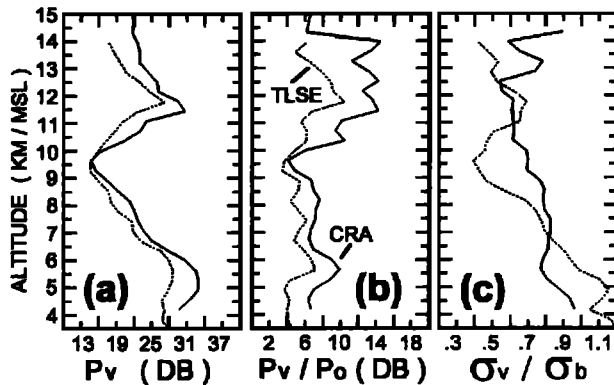 ALTITUDE ( KM / MSL )
15
14
13
12
11
10
9
8
7
6
5
4
(a)
13 19 25 31 37
Pv ( DB )
TLSE
CRA
(b)
2 6 10 14 18
Pv / Po ( DB )
(c)
.3 .5 .7 .9 1.1
σv / σb